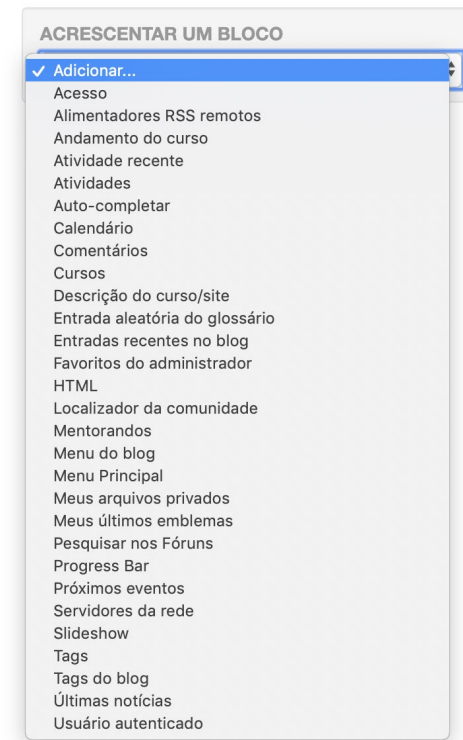 ACRESCENTAR UM BLOCO
Adicionar...
Acesso
Alimentadores RSS remotos
Andamento do curso
Atividade recente
Atividades
Auto-completar
Calendário
Comentários
Cursos
Descrição do curso/site
Entrada aleatória do glossário
Entradas recentes no blog
Favoritos do administrador
HTML
Localizador da comunidade
Mentorandos
Menu do blog
Menu Principal
Meus arquivos privados
Meus últimos emblemas
Pesquisar nos Fóruns
Progress Bar
Próximos eventos
Servidores da rede
Slideshow
Tags
Tags do blog
Últimas notícias
Usuário autenticado